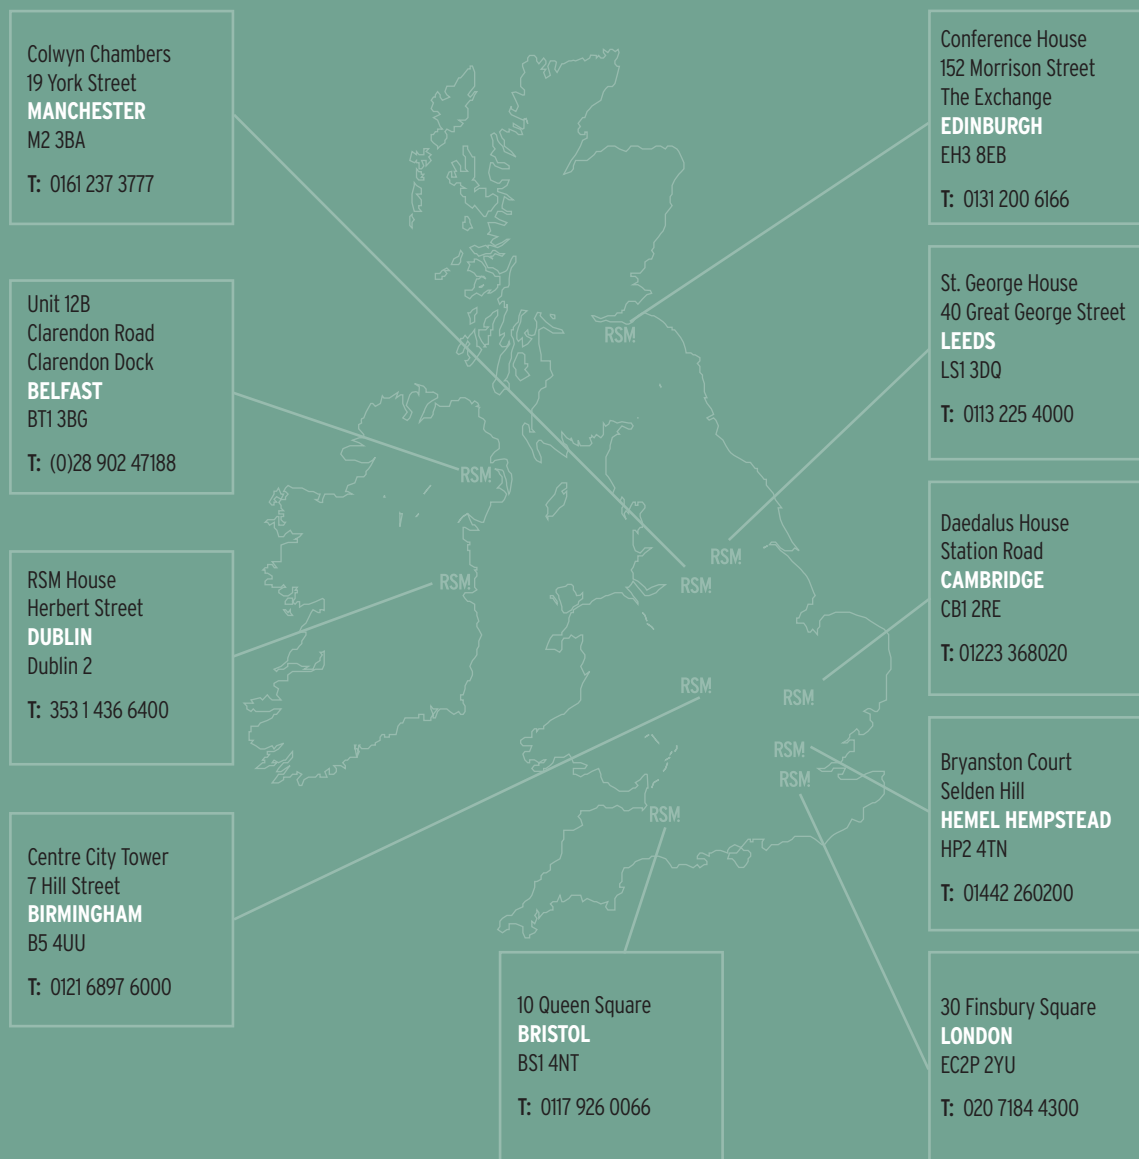 Colwyn Chambers
19 York Street
MANCHESTER
M2 3BA
T: 0161 237 3777
Unit 12B
Clarendon Road
Clarendon Dock
BELFAST
BT1 3BG
T: (0)28 902 47188
RSM House
Herbert Street
DUBLIN
Dublin 2
T: 353 1 436 6400
Centre City Tower
7 Hill Street
BIRMINGHAM
B5 4UU
T: 0121 6897 6000
RSM!
RSM!
RSM!
RSM!
RSM!
RSM!
RSM!
RSM!
RSM!
RSM!
10 Queen Square
BRISTOL
BS1 4NT
T: 0117 926 0066
Conference House
152 Morrison Street
The Exchange
EDINBURGH
EH3 8EB
T: 0131 200 6166
St. George House
40 Great George Street
LEEDS
LS1 3DQ
T: 0113 225 4000
Daedalus House
Station Road
CAMBRIDGE
CB1 2RE
T: 01223 368020
Bryanston Court
Selden Hill
HEMEL HEMPSTEAD
HP2 4TN
T: 01442 260200
30 Finsbury Square
LONDON
EC2P 2YU
T: 020 7184 4300